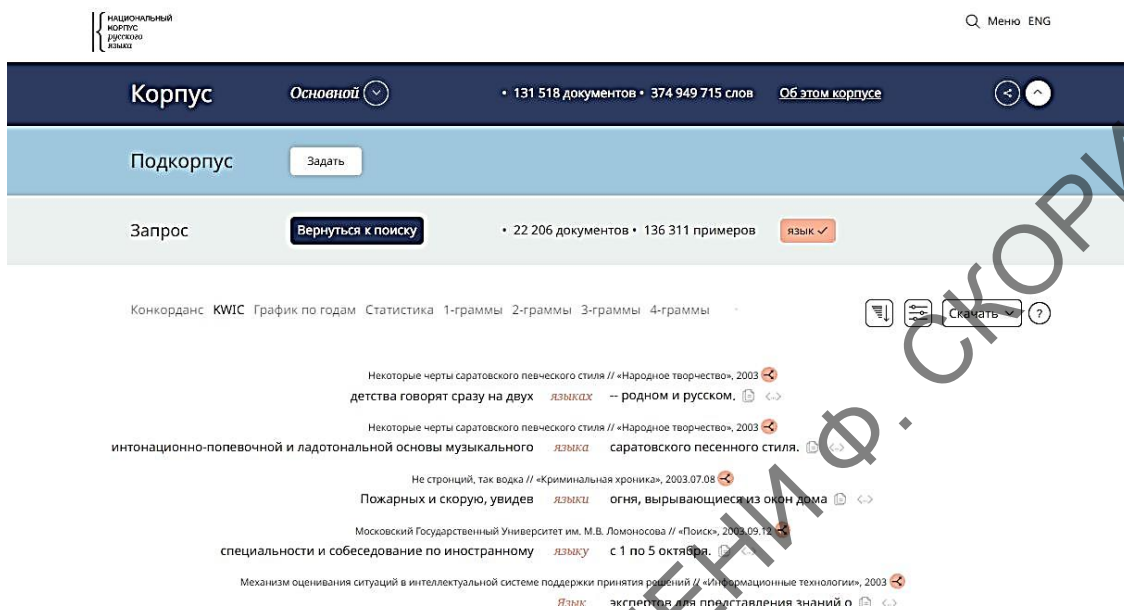 НАЦИОНАЛЬНЫЙ
КОРПУС
русского
языка
Меню ENG
Корпус Основной • 131 518 документов • 374 949 715 слов Об этом корпусе
Подкорпус Задать
Запрос Вернуться к поиску • 22 206 документов • 136 311 примеров язык ✓
Конкорданс KWIC График по годам Статистика 1-граммы 2-граммы 3-граммы 4-граммы Скачать ?
Некоторые черты саратовского певческого стиля // «Народное творчество», 2003
детства говорят сразу на двух языках -- родном и русском.
Некоторые черты саратовского певческого стиля // «Народное творчество», 2003
интонационно-попевочной и ладотональной основы музыкального языка саратовского песенного стиля.
Не стронций, так водка // «Криминальная хроника», 2003.07.08
Пожарных и скорую, увидев языки огня, вырывающиеся из окон дома
Московский Государственный Университет им. М.В. Ломоносова // «Поиск», 2003.09.12
специальности и собеседование по иностранному языку с 1 по 5 октября.
Механизм оценивания ситуаций в интеллектуальной системе поддержки принятия решений // «Информационные технологии», 2003
Язык экспертов для представления знаний о
ЕНИ Ф. СКОРИ